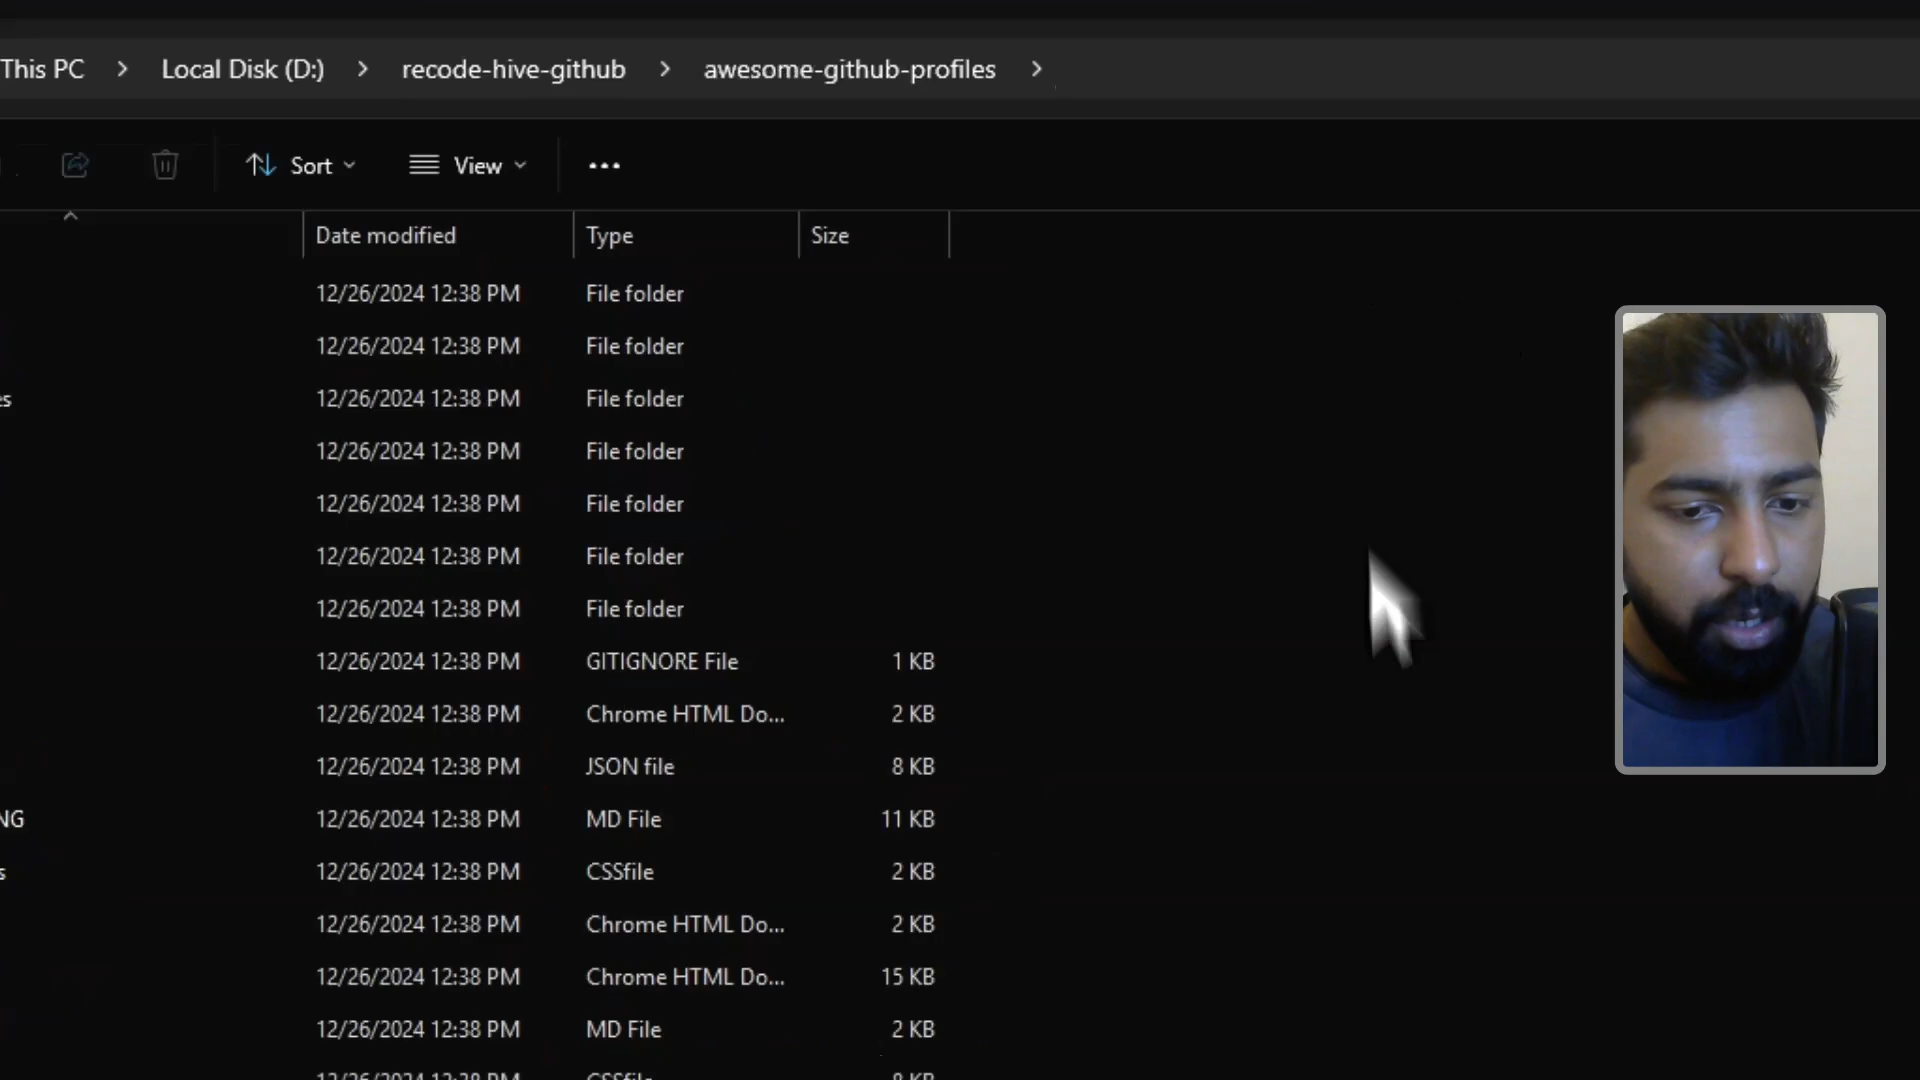 This PC > Local Disk (D:) > recode-hive-github > awesome-github-profiles >
Sort View ...
Date modified Type Size
12/26/2024 12:38 PM File folder
12/26/2024 12:38 PM File folder
es 12/26/2024 12:38 PM File folder
12/26/2024 12:38 PM File folder
12/26/2024 12:38 PM File folder
12/26/2024 12:38 PM File folder
12/26/2024 12:38 PM File folder
12/26/2024 12:38 PM GITIGNORE File 1 KB
12/26/2024 12:38 PM Chrome HTML Do... 2 KB
12/26/2024 12:38 PM JSON file 8 KB
NG 12/26/2024 12:38 PM MD File 11 KB
s 12/26/2024 12:38 PM CSSfile 2 KB
12/26/2024 12:38 PM Chrome HTML Do... 2 KB
12/26/2024 12:38 PM Chrome HTML Do... 15 KB
12/26/2024 12:38 PM MD File 2 KB